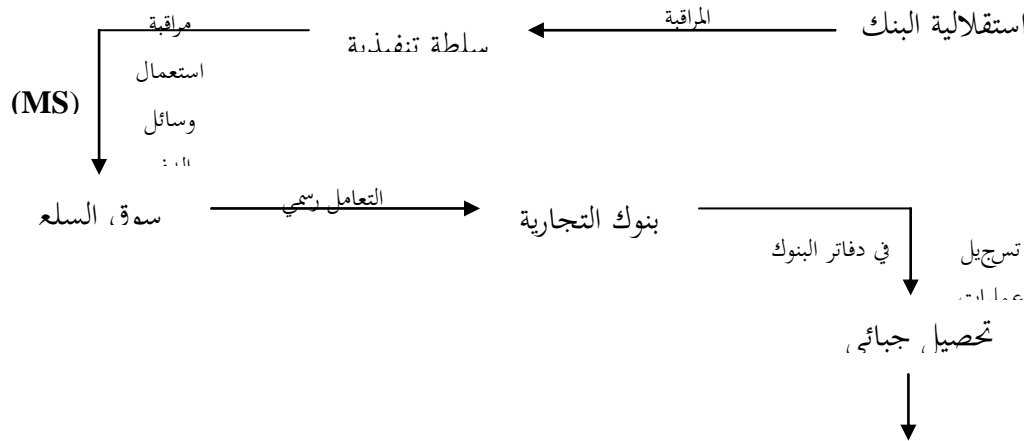 استقلالية البنك
المراقبة
سلطة تنفيذية
مراقبة
استعمال
وسائل
(MS)
سوق السلع
التعامل رسمي
بنوك التجارية
تسجيل
في دفاتر البنوك
عمليات
تحصيل جبائي